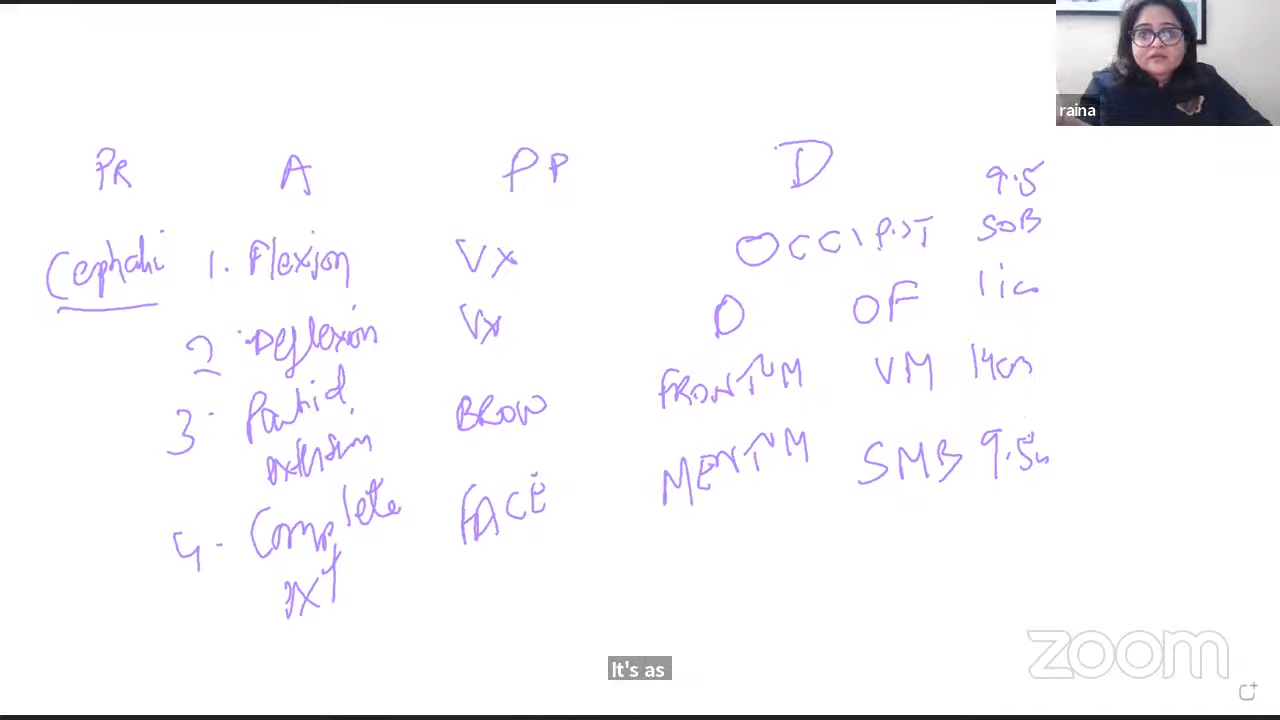 raina
PR A PP D 9.5
Cephalic 1. Flexion VX OCCIPUT SOB
2. Deflexion VX O OF 11cm
3. Partial extension BROW FRONTUM VM 14cm
4. Complete ext FACE MENTUM SMB 9.5cm
It's as
zoom